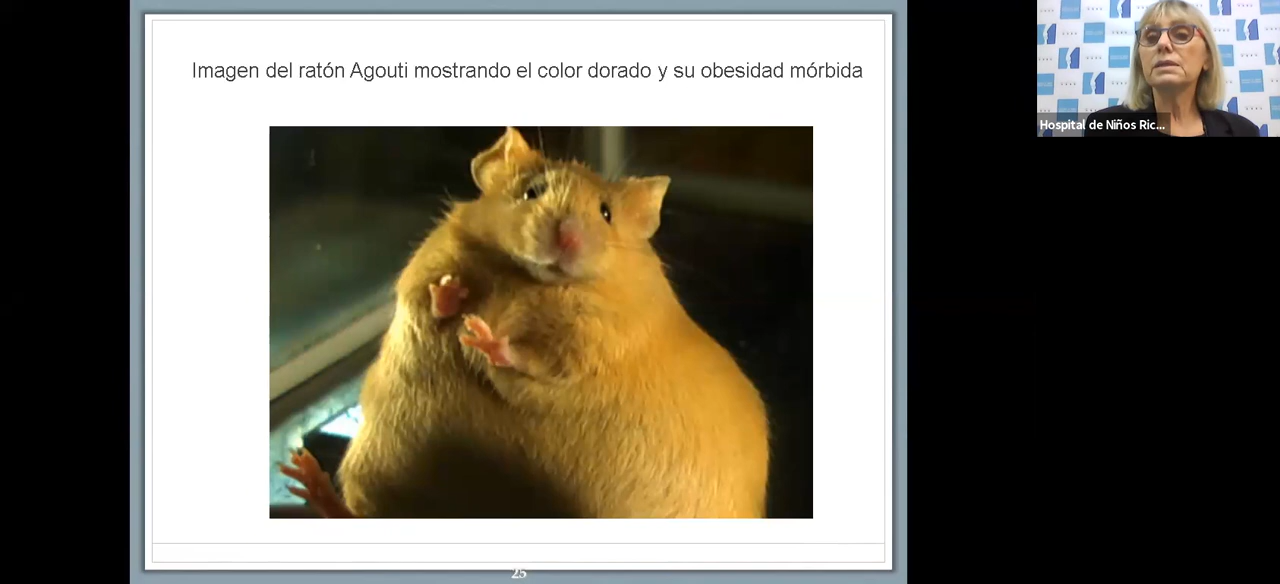 Imagen del ratón Agouti mostrando el color dorado y su obesidad mórbida
Hospital de Niños Ric...
25